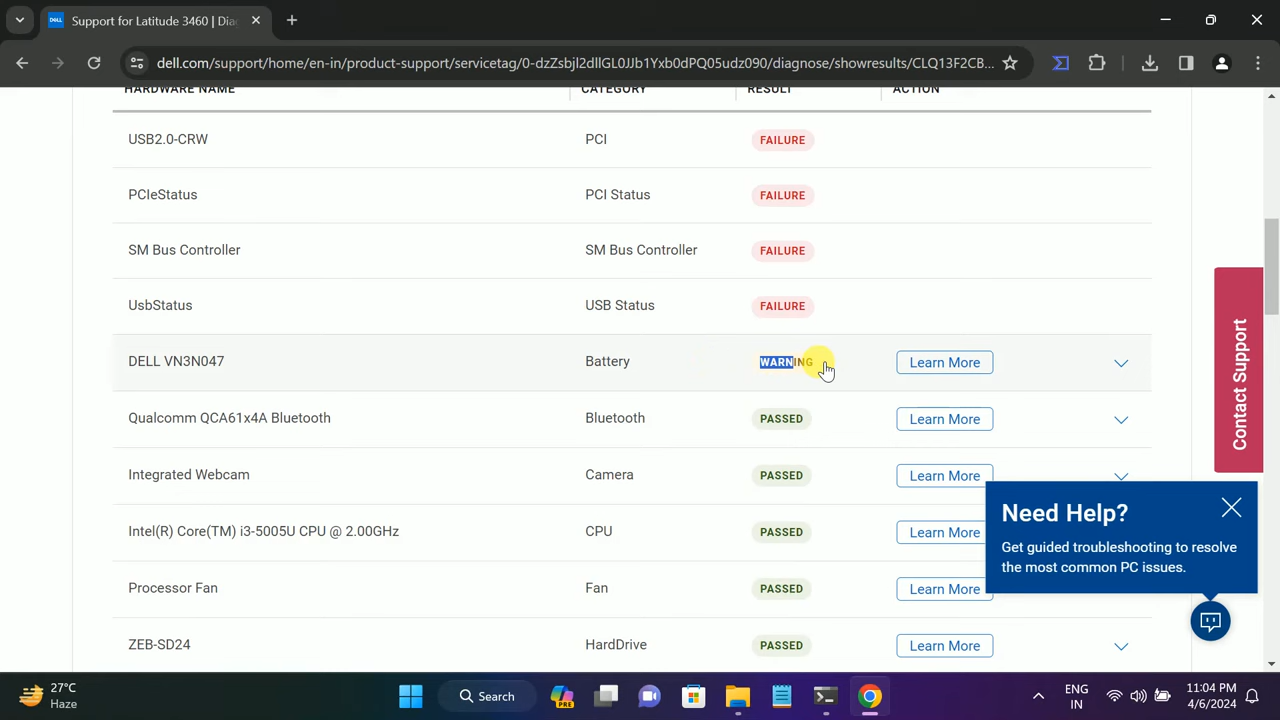 Support for Latitude 3460 | Dia
dell.com/support/home/en-in/product-support/servicetag/0-dzZsbjl2dllGL0JJb1Yxb0dPQ05udz090/diagnose/showresults/CLQ13F2CB...
HARDWARE NAME CATEGORY RESULT ACTION
USB2.0-CRW PCI FAILURE
PCIeStatus PCI Status FAILURE
SM Bus Controller SM Bus Controller FAILURE
UsbStatus USB Status FAILURE
DELL VN3N047 Battery WARNING Learn More
Qualcomm QCA61x4A Bluetooth Bluetooth PASSED Learn More
Integrated Webcam Camera PASSED Learn More
Intel(R) Core(TM) i3-5005U CPU @ 2.00GHz CPU PASSED Learn More
Processor Fan Fan PASSED Learn More
ZEB-SD24 HardDrive PASSED Learn More
Contact Support
Need Help?
Get guided troubleshooting to resolve
the most common PC issues.
27°C
Haze
Search
PRE
ENG
IN
11:04 PM
4/6/2024